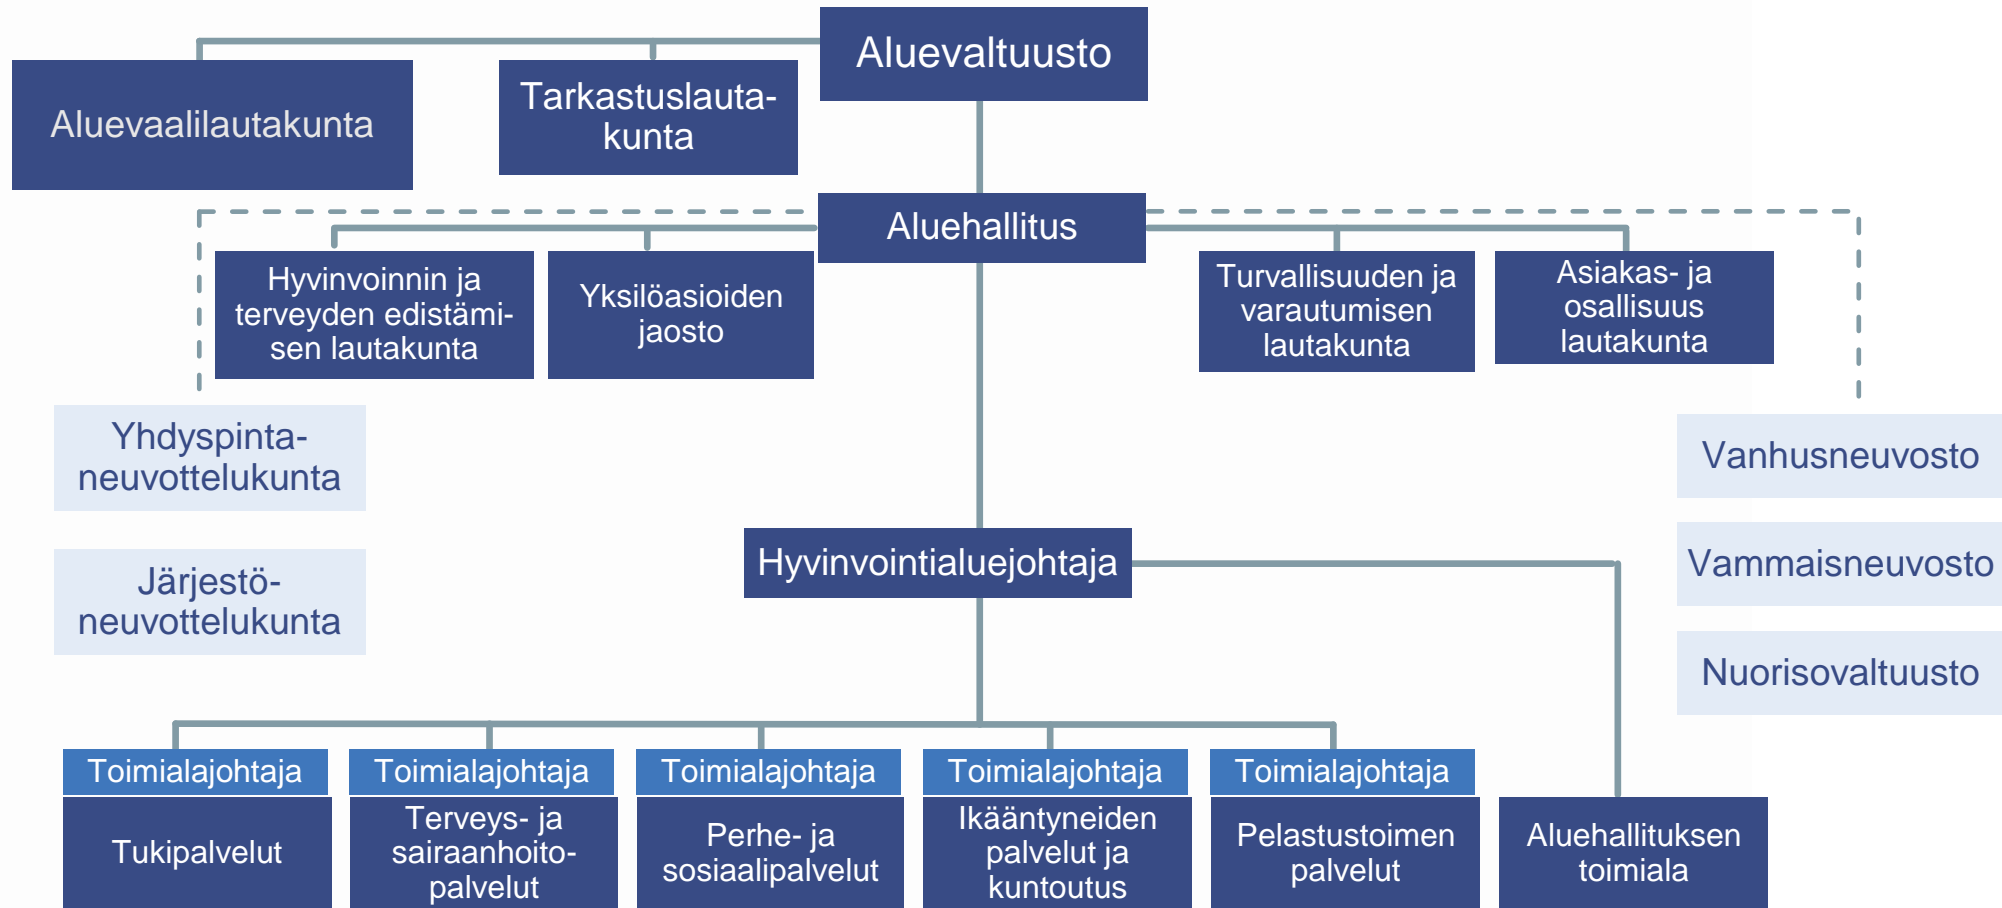 Aluevaltuusto
Aluevaalilautakunta
Tarkastuslauta-
kunta
Aluehallitus
Hyvinvoinnin ja
terveyden edistämi-
sen lautakunta
Yksilöasioiden
jaosto
Turvallisuuden ja
varautumisen
lautakunta
Asiakas- ja
osallisuus
lautakunta
Yhdyspinta-
neuvottelukunta
Järjestö-
neuvottelukunta
Vanhusneuvosto
Vammaisneuvosto
Nuorisovaltuusto
Hyvinvointialuejohtaja
Toimialajohtaja
Tukipalvelut
Toimialajohtaja
Terveys- ja
sairaanhoito-
palvelut
Toimialajohtaja
Perhe- ja
sosiaalipalvelut
Toimialajohtaja
Ikääntyneiden
palvelut ja
kuntoutus
Toimialajohtaja
Pelastustoimen
palvelut
Aluehallituksen
toimiala